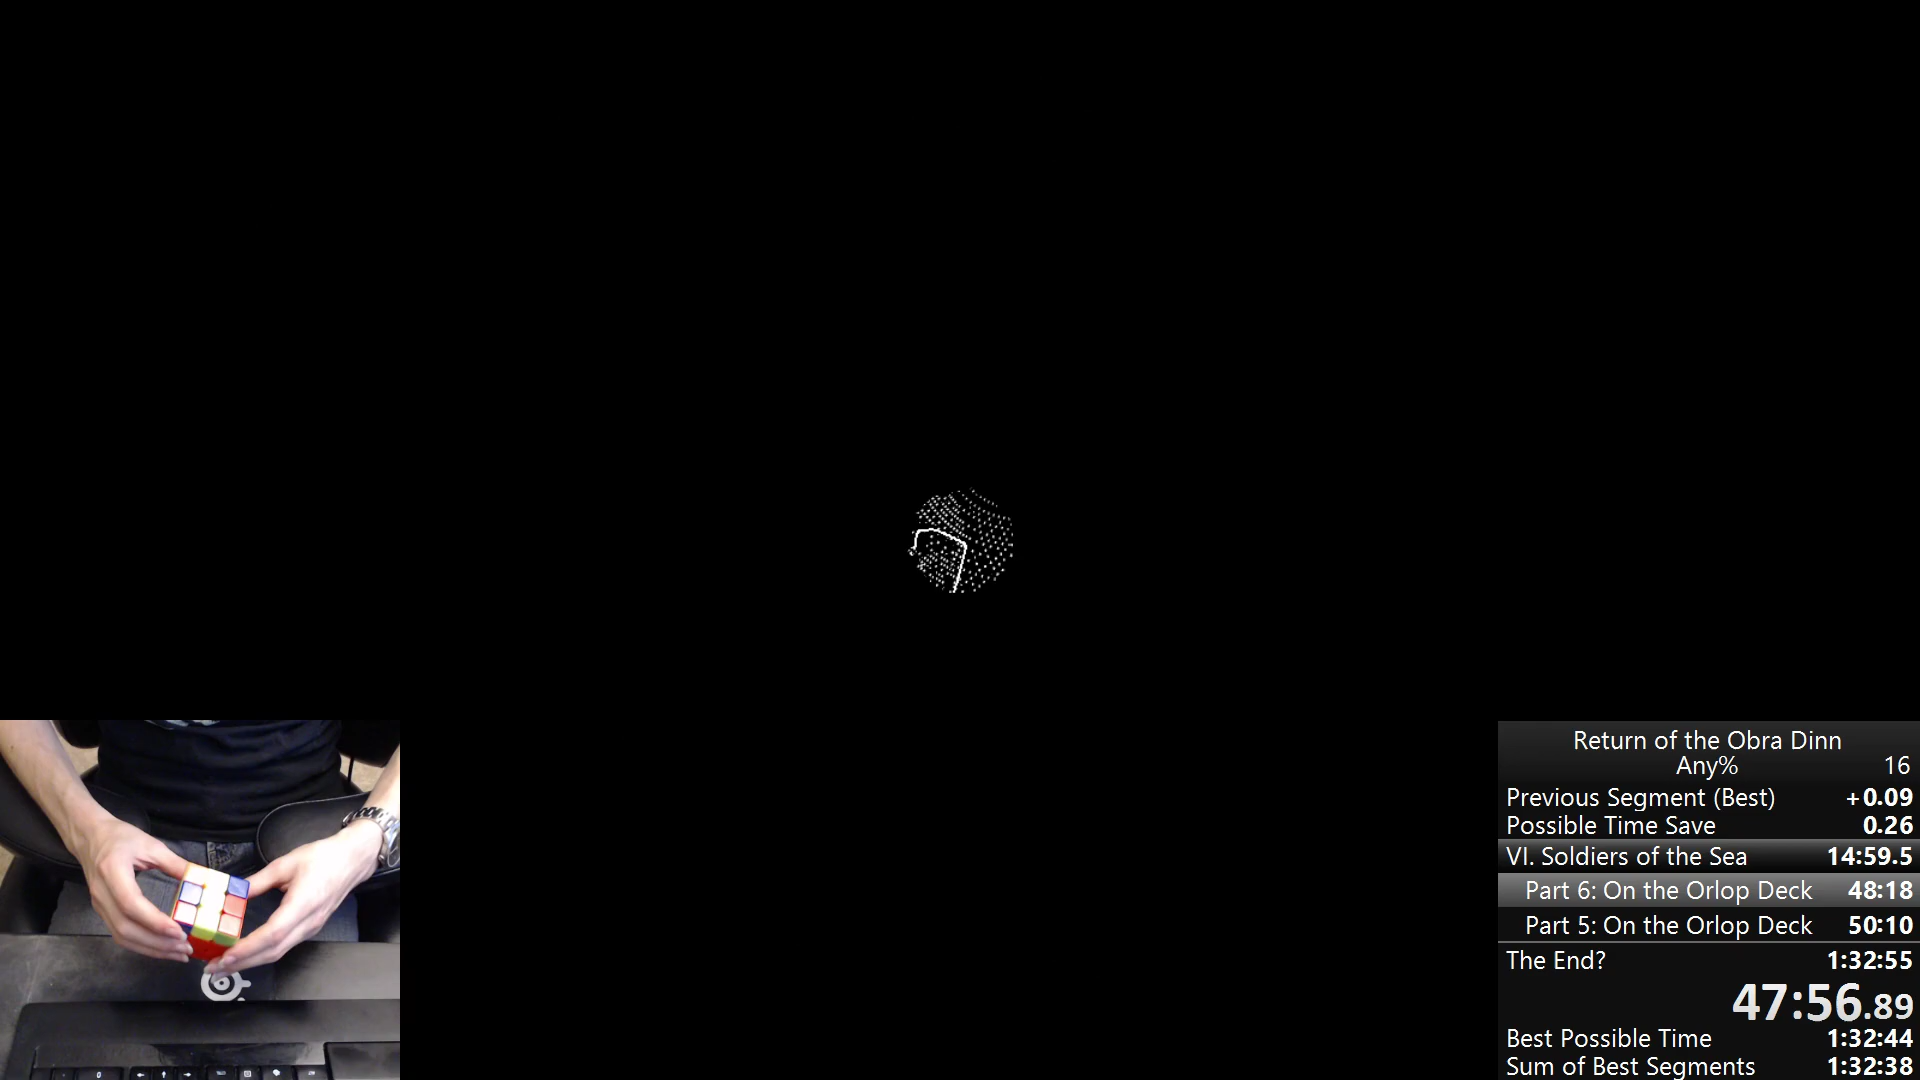 Return of the Obra Dinn
Any% 16
Previous Segment (Best) +0.09
Possible Time Save 0.26
VI. Soldiers of the Sea 14:59.5
Part 6: On the Orlop Deck 48:18
Part 5: On the Orlop Deck 50:10
The End? 1:32:55
47:56.89
Best Possible Time 1:32:44
Sum of Best Segments 1:32:38